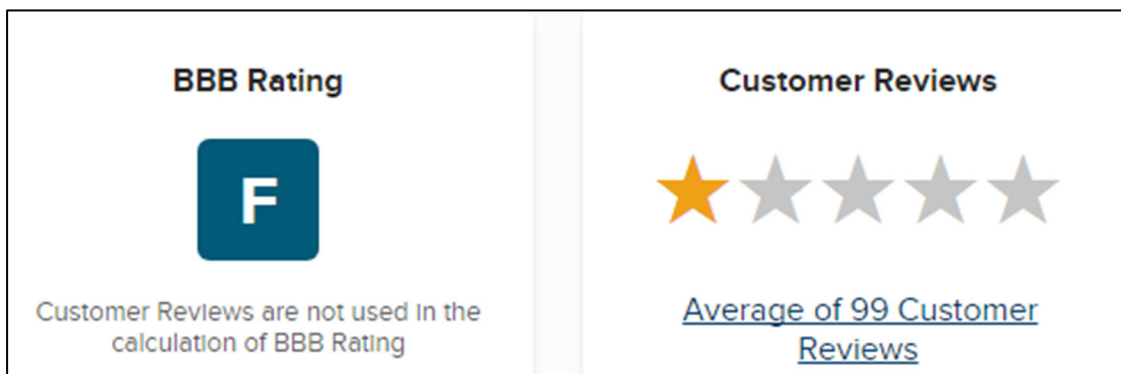 BBB Rating
F
Customer Reviews are not used in the
calculation of BBB Rating
Customer Reviews
Average of 99 Customer
Reviews